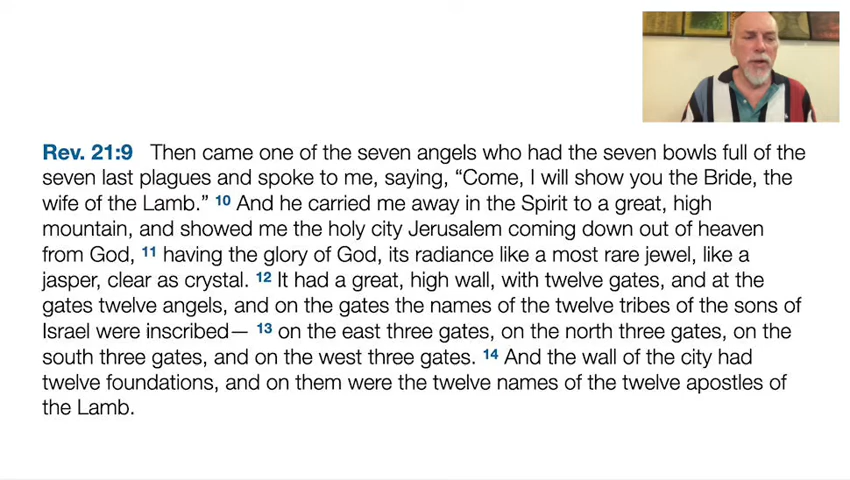 Rev. 21:9 Then came one of the seven angels who had the seven bowls full of the
seven last plagues and spoke to me, saying, “Come, I will show you the Bride, the
wife of the Lamb.” 10 And he carried me away in the Spirit to a great, high
mountain, and showed me the holy city Jerusalem coming down out of heaven
from God, 11 having the glory of God, its radiance like a most rare jewel, like a
jasper, clear as crystal. 12 It had a great, high wall, with twelve gates, and at the
gates twelve angels, and on the gates the names of the twelve tribes of the sons of
Israel were inscribed— 13 on the east three gates, on the north three gates, on the
south three gates, and on the west three gates. 14 And the wall of the city had
twelve foundations, and on them were the twelve names of the twelve apostles of
the Lamb.